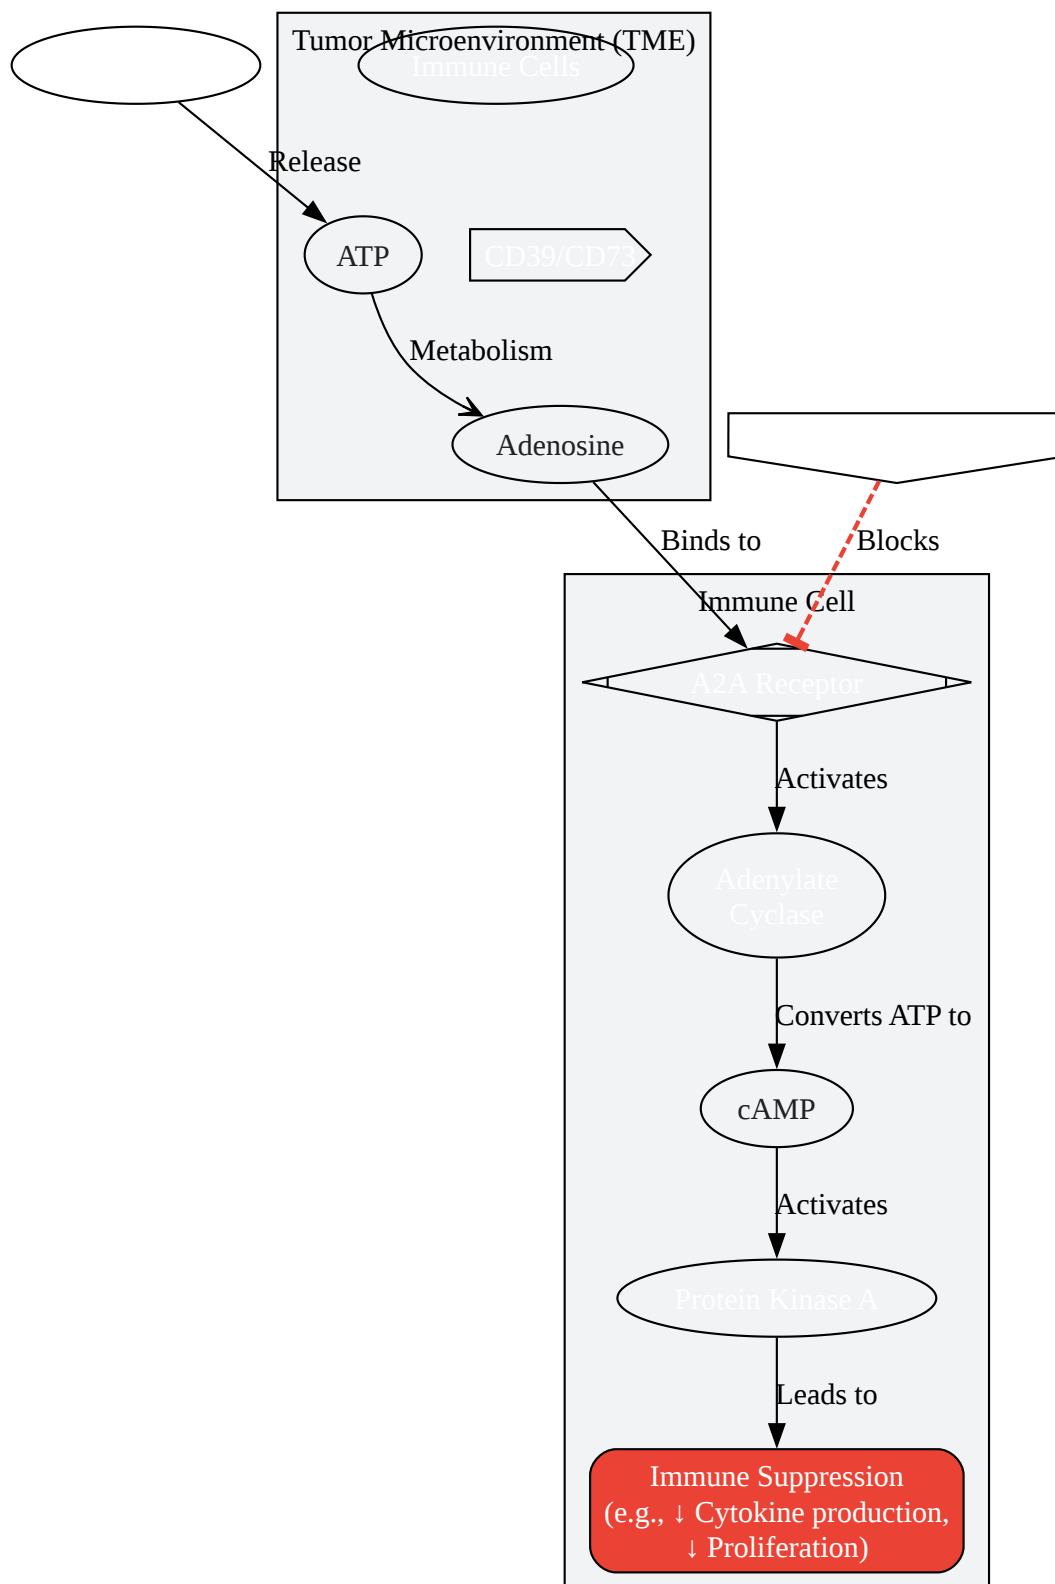 Tumor Microenvironment (TME)
Immune Cells
Release
ATP
CD39/CD73
Metabolism
Adenosine
Binds to
Blocks
Immune Cell
A2A Receptor
Activates
Adenylate
Cyclase
Converts ATP to
cAMP
Activates
Protein Kinase A
Leads to
Immune Suppression
(e.g., ↓ Cytokine production,
↓ Proliferation)